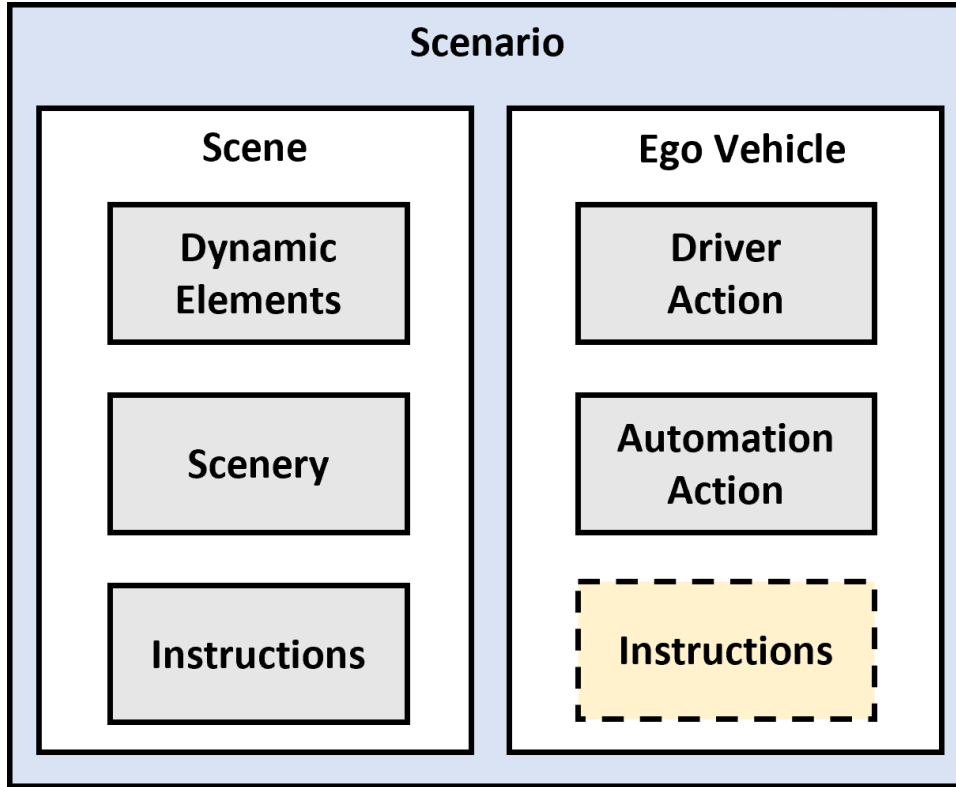 Scenario
Scene
Dynamic
Elements
Scenery
Instructions
Ego Vehicle
Driver
Action
Automation
Action
Instructions